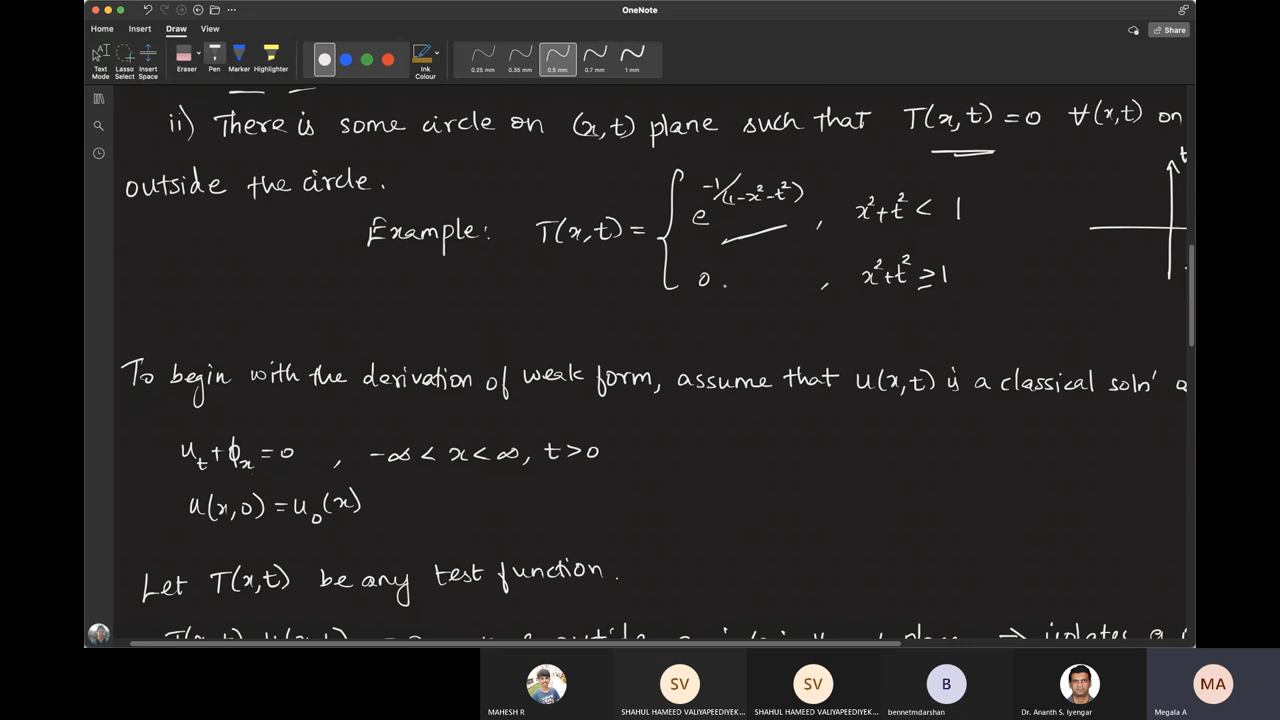 OneNote
Home Insert Draw View
Share
Text Mode
Lasso Select
Insert Space
Eraser
Pen
Marker
Highlighter
Ink Colour
0.25 mm
0.35 mm
0.5 mm
0.7 mm
1 mm
ii) There is some circle on (x,t) plane such that T(x,t) = 0 ∀(x,t) on
outside the circle.
t
Example: T(x,t) = { e^{-1/(1-x²-t²)} , x²+t² < 1
0 , x²+t² ≥ 1
To begin with the derivation of weak form, assume that u(x,t) is a classical soln'
u_t + ϕ_x = 0 , -∞ < x < ∞, t > 0
u(x,0) = u_0(x)
Let T(x,t) be any test function.
MAHESH R
SV
SHAHUL HAMEED VALIYAPEEDIYEK...
SV
SHAHUL HAMEED VALIYAPEEDIYEK...
B
bennetmdarshan
Dr. Ananth S. Iyengar
MA
Megala A